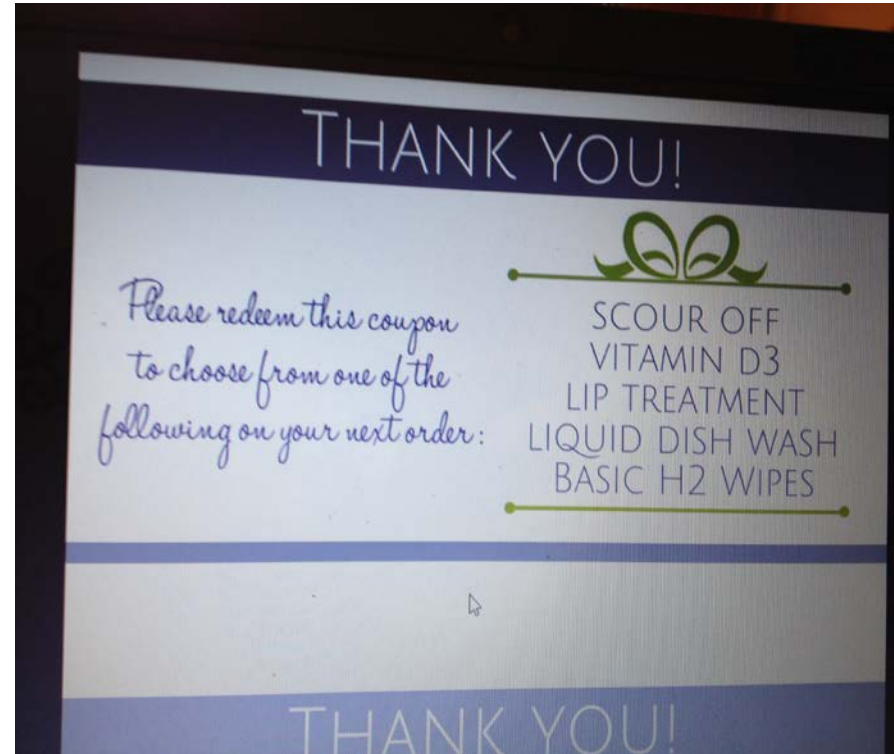 THANK YOU!
Please redeem this coupon
to choose from one of the
following on your next order:
SCOUR OFF
VITAMIN D3
LIP TREATMENT
LIQUID DISH WASH
BASIC H2 WIPES
THANK YOU!